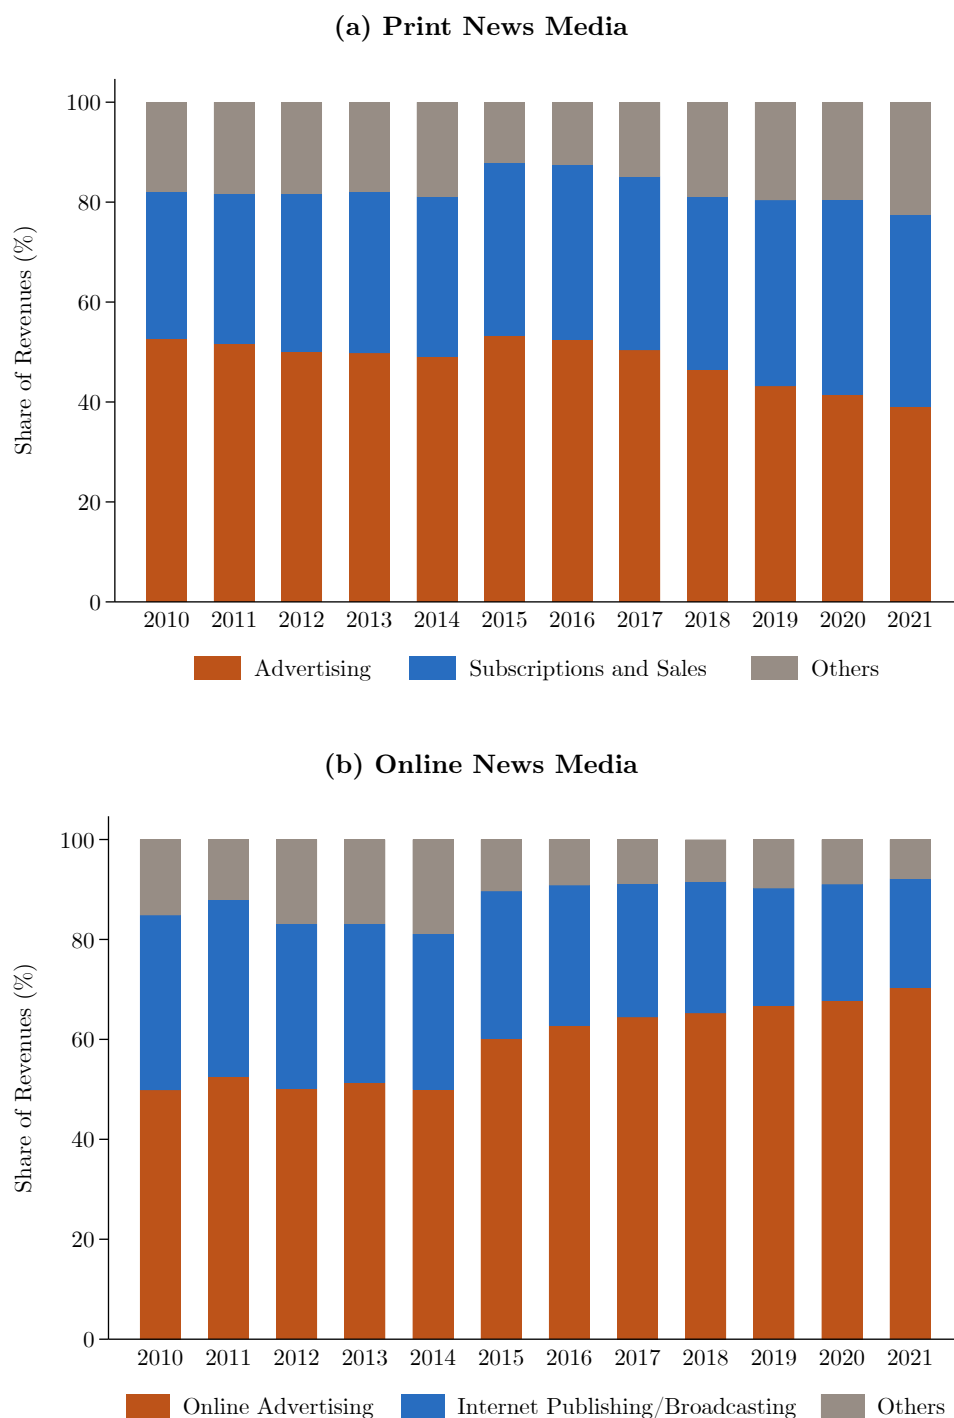 (a) Print News Media
Share of Revenues (%)
100
80
60
40
20
0
2010 2011 2012 2013 2014 2015 2016 2017 2018 2019 2020 2021
Advertising Subscriptions and Sales Others
(b) Online News Media
Share of Revenues (%)
100
80
60
40
20
0
2010 2011 2012 2013 2014 2015 2016 2017 2018 2019 2020 2021
Online Advertising Internet Publishing/Broadcasting Others